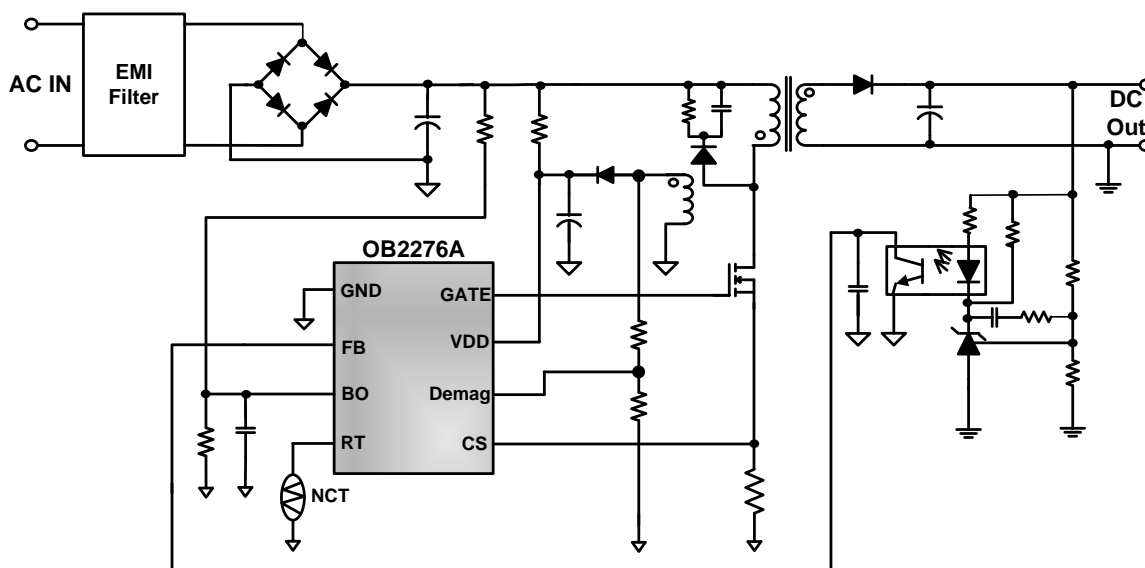 AC IN
EMI
Filter
DC
Out
OB2276A
GND
GATE
FB
VDD
BO
Demag
RT
CS
NCT